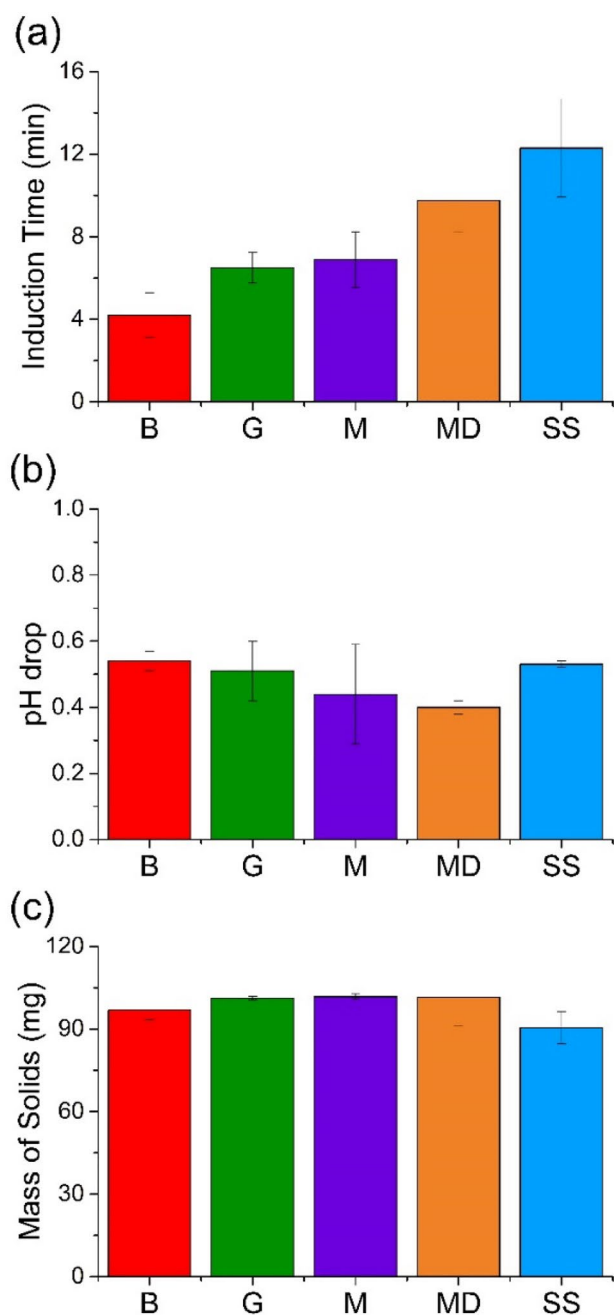 (a)
Induction Time (min)
16
12
8
4
0
B G M MD SS
(b)
pH drop
1.0
0.8
0.6
0.4
0.2
0.0
B G M MD SS
(c)
Mass of Solids (mg)
120
90
60
30
0
B G M MD SS